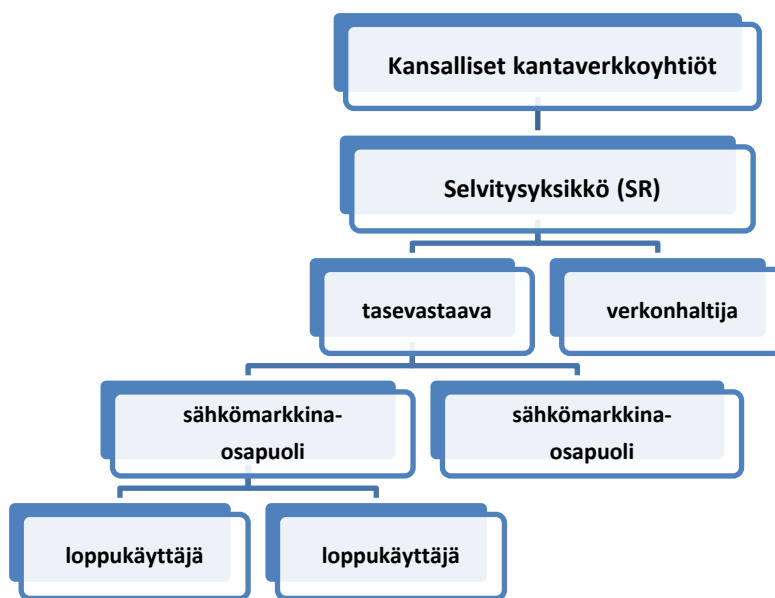 Kansalliset kantaverkkoyhtiöt
Selvitysyksikkö (SR)
tasevastaava
verkonhaltija
sähkömarkkina-
osapuoli
sähkömarkkina-
osapuoli
loppukäyttäjä
loppukäyttäjä